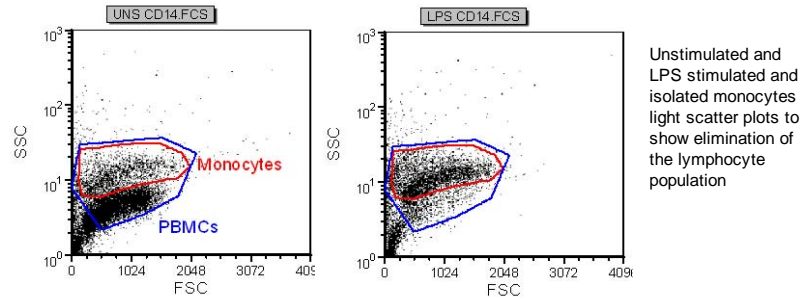 UNS CD14.FCS
10³
10²
10¹
10⁰
SSC
Monocytes
PBMCs
0 1024 2048 3072 409
FSC
LPS CD14.FCS
10³
10²
10¹
10⁰
SSC
0 1024 2048 3072 4096
FSC
Unstimulated and
LPS stimulated and
isolated monocytes
light scatter plots to
show elimination of
the lymphocyte
population